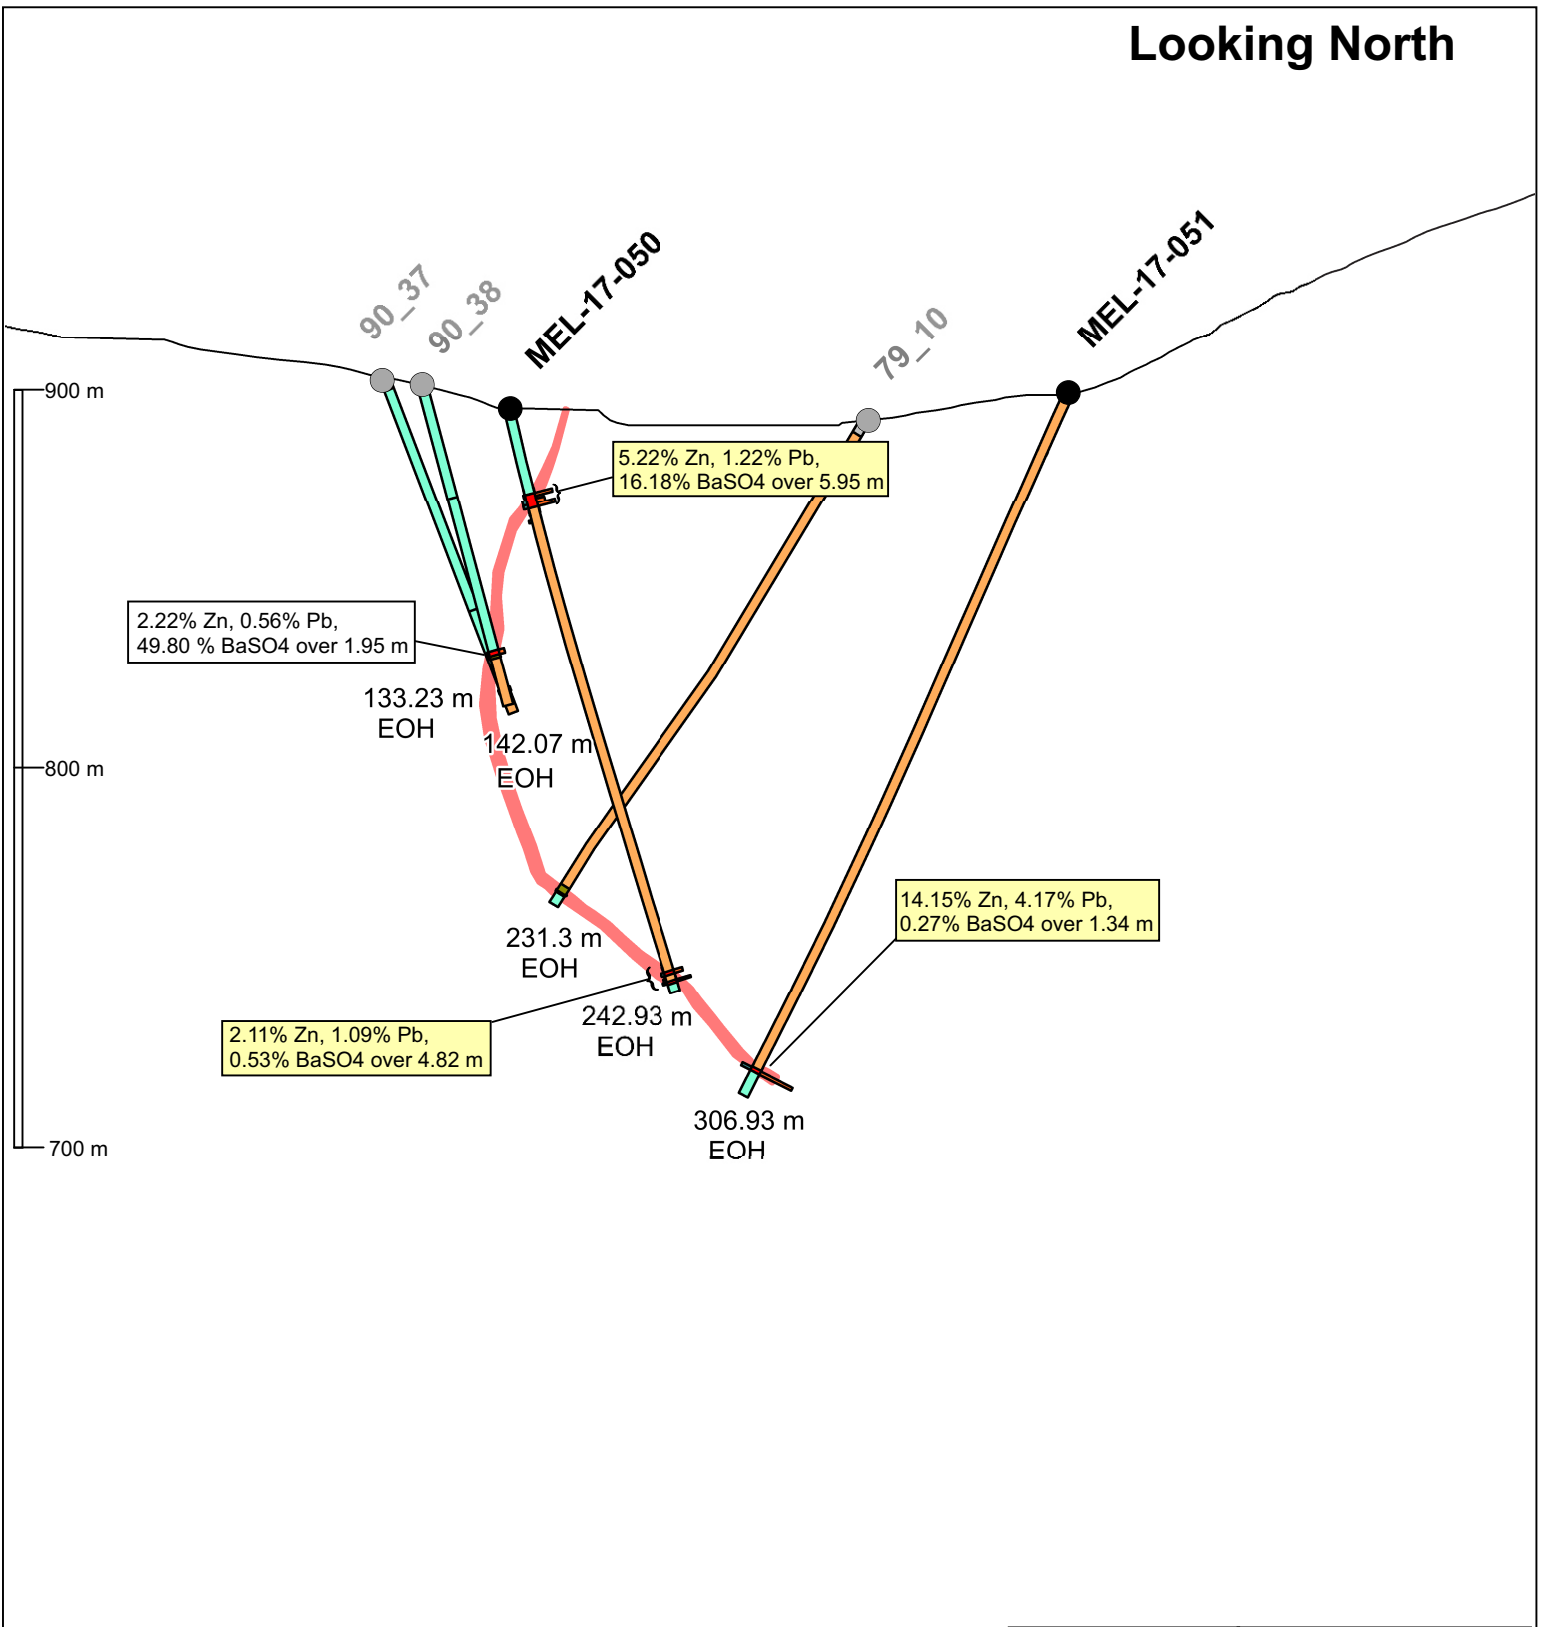 Looking North
90_37
90_38
MEL-17-050
79_10
MEL-17-051
900 m
5.22% Zn, 1.22% Pb,
16.18% BaSO4 over 5.95 m
2.22% Zn, 0.56% Pb,
49.80 % BaSO4 over 1.95 m
133.23 m
EOH
142.07 m
EOH
800 m
14.15% Zn, 4.17% Pb,
0.27% BaSO4 over 1.34 m
231.3 m
EOH
242.93 m
EOH
2.11% Zn, 1.09% Pb,
0.53% BaSO4 over 4.82 m
306.93 m
EOH
700 m